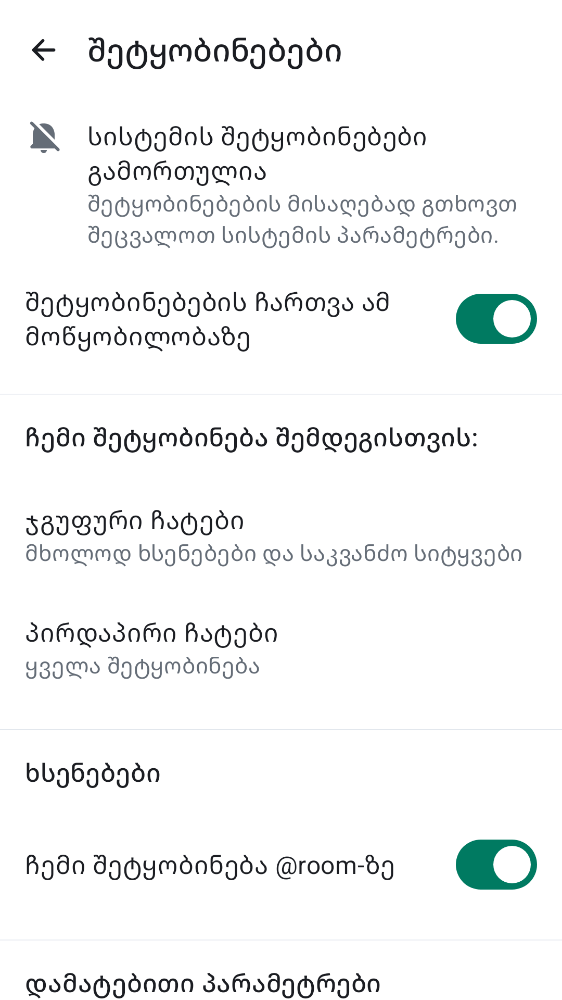 შეტყობინებები
სისტემის შეტყობინებები
გამორთულია
შეტყობინებების მისაღებად გთხოვთ
შეცვალოთ სისტემის პარამეტრები.
შეტყობინებების ჩართვა ამ
მოწყობილობაზე
ჩემი შეტყობინება შემდეგისთვის:
ჯგუფური ჩატები
მხოლოდ ხსენებები და საკვანძო სიტყვები
პირდაპირი ჩატები
ყველა შეტყობინება
ხსენებები
ჩემი შეტყობინება @room-ზე
დამატებითი პარამეტრები